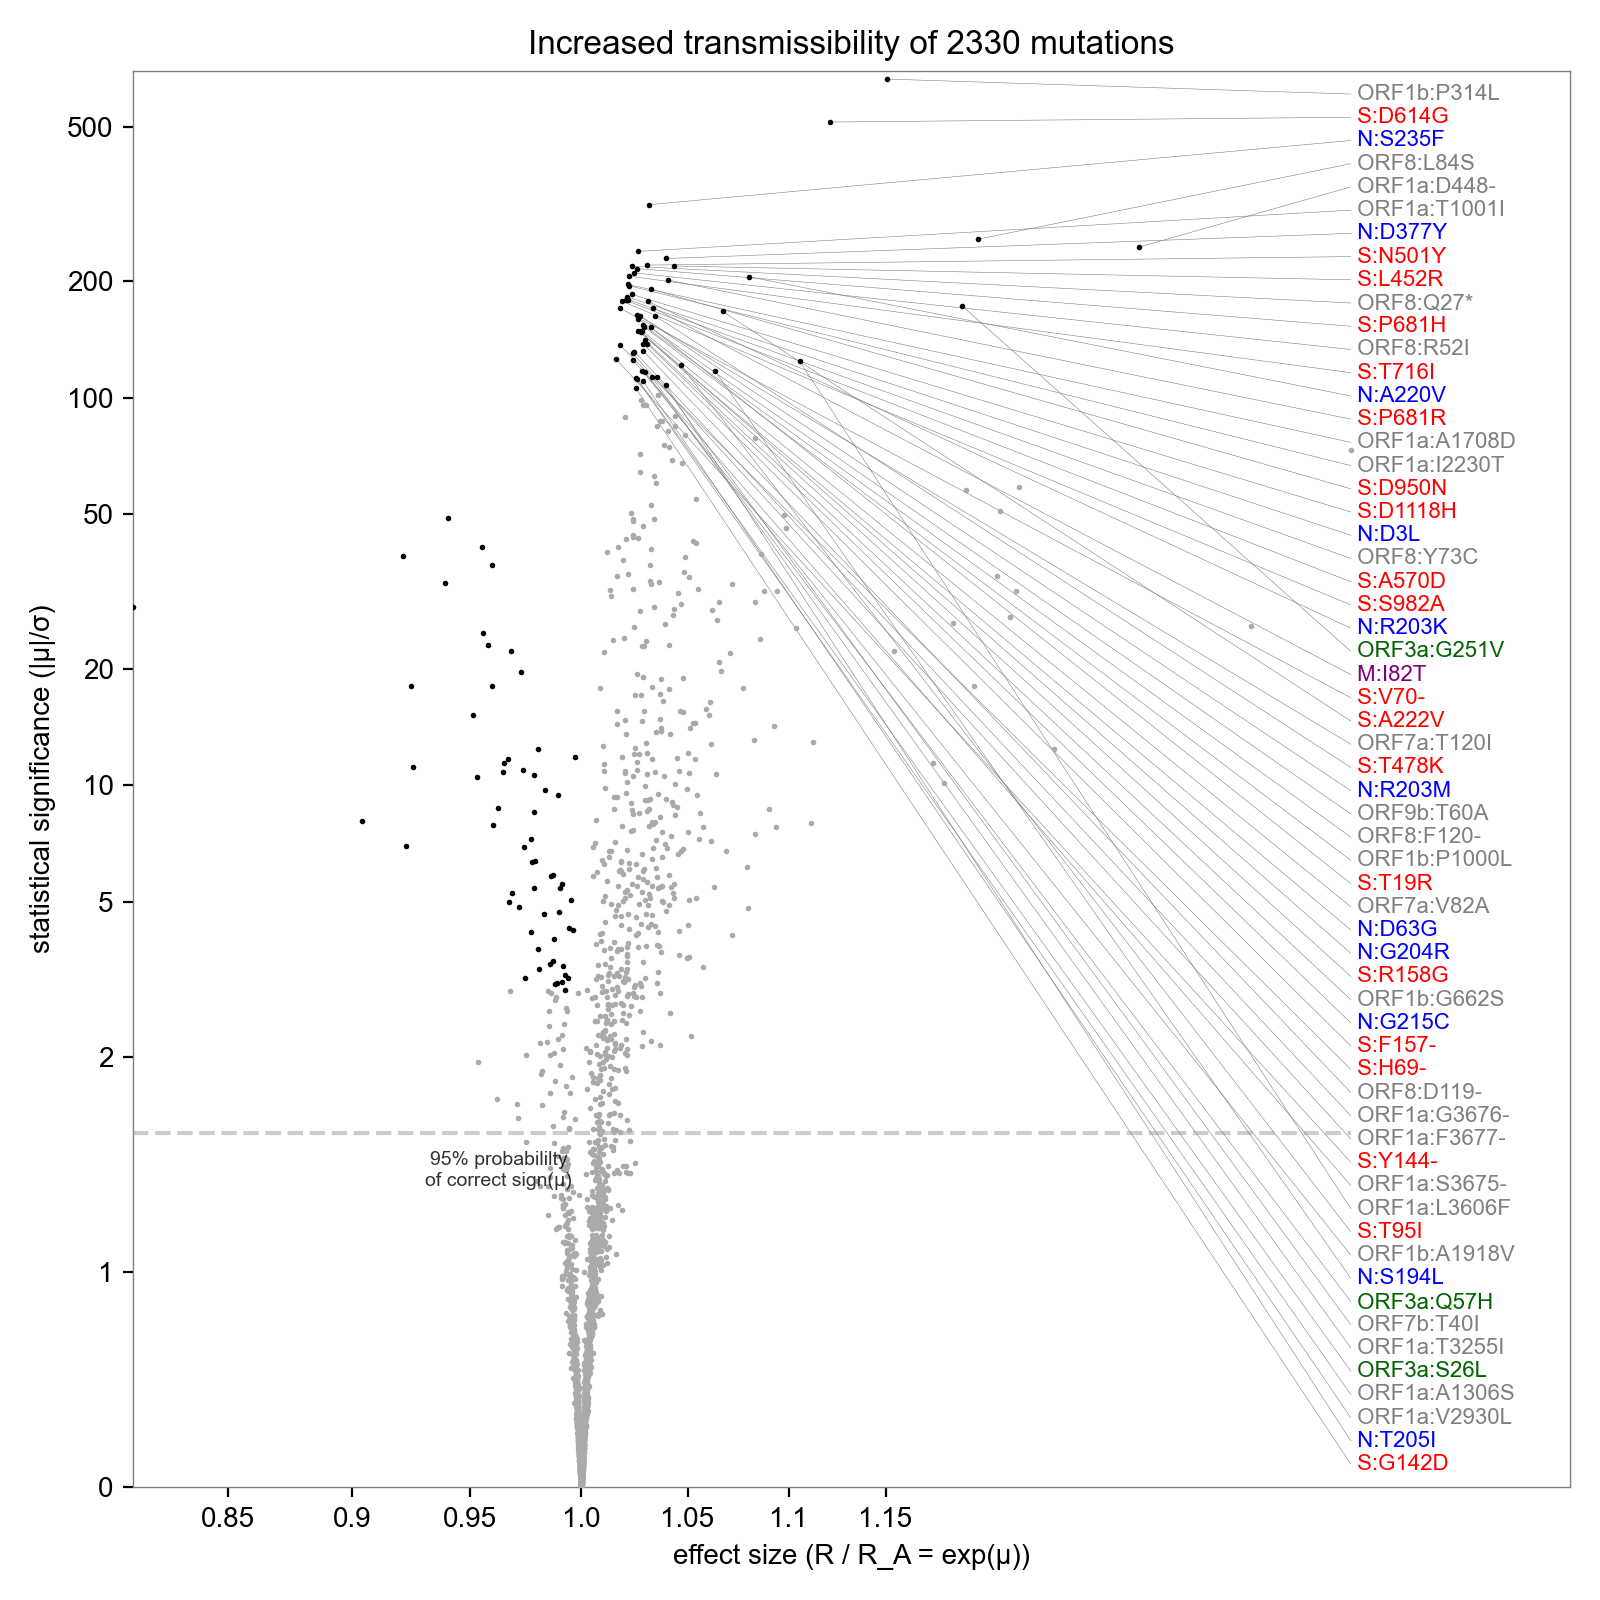 Increased transmissibility of 2330 mutations
ORF1b:P314L
S:D614G
N:S235F
ORF8:L84S
ORF1a:D448-
ORF1a:T1001I
N:D377Y
S:N501Y
S:L452R
ORF8:Q27*
S:P681H
ORF8:R52I
S:T716I
N:A220V
S:P681R
ORF1a:A1708D
ORF1a:I2230T
S:D950N
S:D1118H
N:D3L
ORF8:Y73C
S:A570D
S:S982A
N:R203K
ORF3a:G251V
M:I82T
S:V70-
S:A222V
ORF7a:T120I
S:T478K
N:R203M
ORF9b:T60A
ORF8:F120-
ORF1b:P1000L
S:T19R
ORF7a:V82A
N:D63G
N:G204R
S:R158G
ORF1b:G662S
N:G215C
S:F157-
S:H69-
ORF8:D119-
ORF1a:G3676-
ORF1a:F3677-
S:Y144-
ORF1a:S3675-
ORF1a:L3606F
S:T95I
ORF1b:A1918V
N:S194L
ORF3a:Q57H
ORF7b:T40I
ORF1a:T3255I
ORF3a:S26L
ORF1a:A1306S
ORF1a:V2930L
N:T205I
S:G142D
500
200
100
50
20
10
5
2
1
0
statistical significance (|μ|/σ)
95% probabililty
of correct sign(μ)
0.85 0.9 0.95 1.0 1.05 1.1 1.15
effect size (R / R_A = exp(μ))